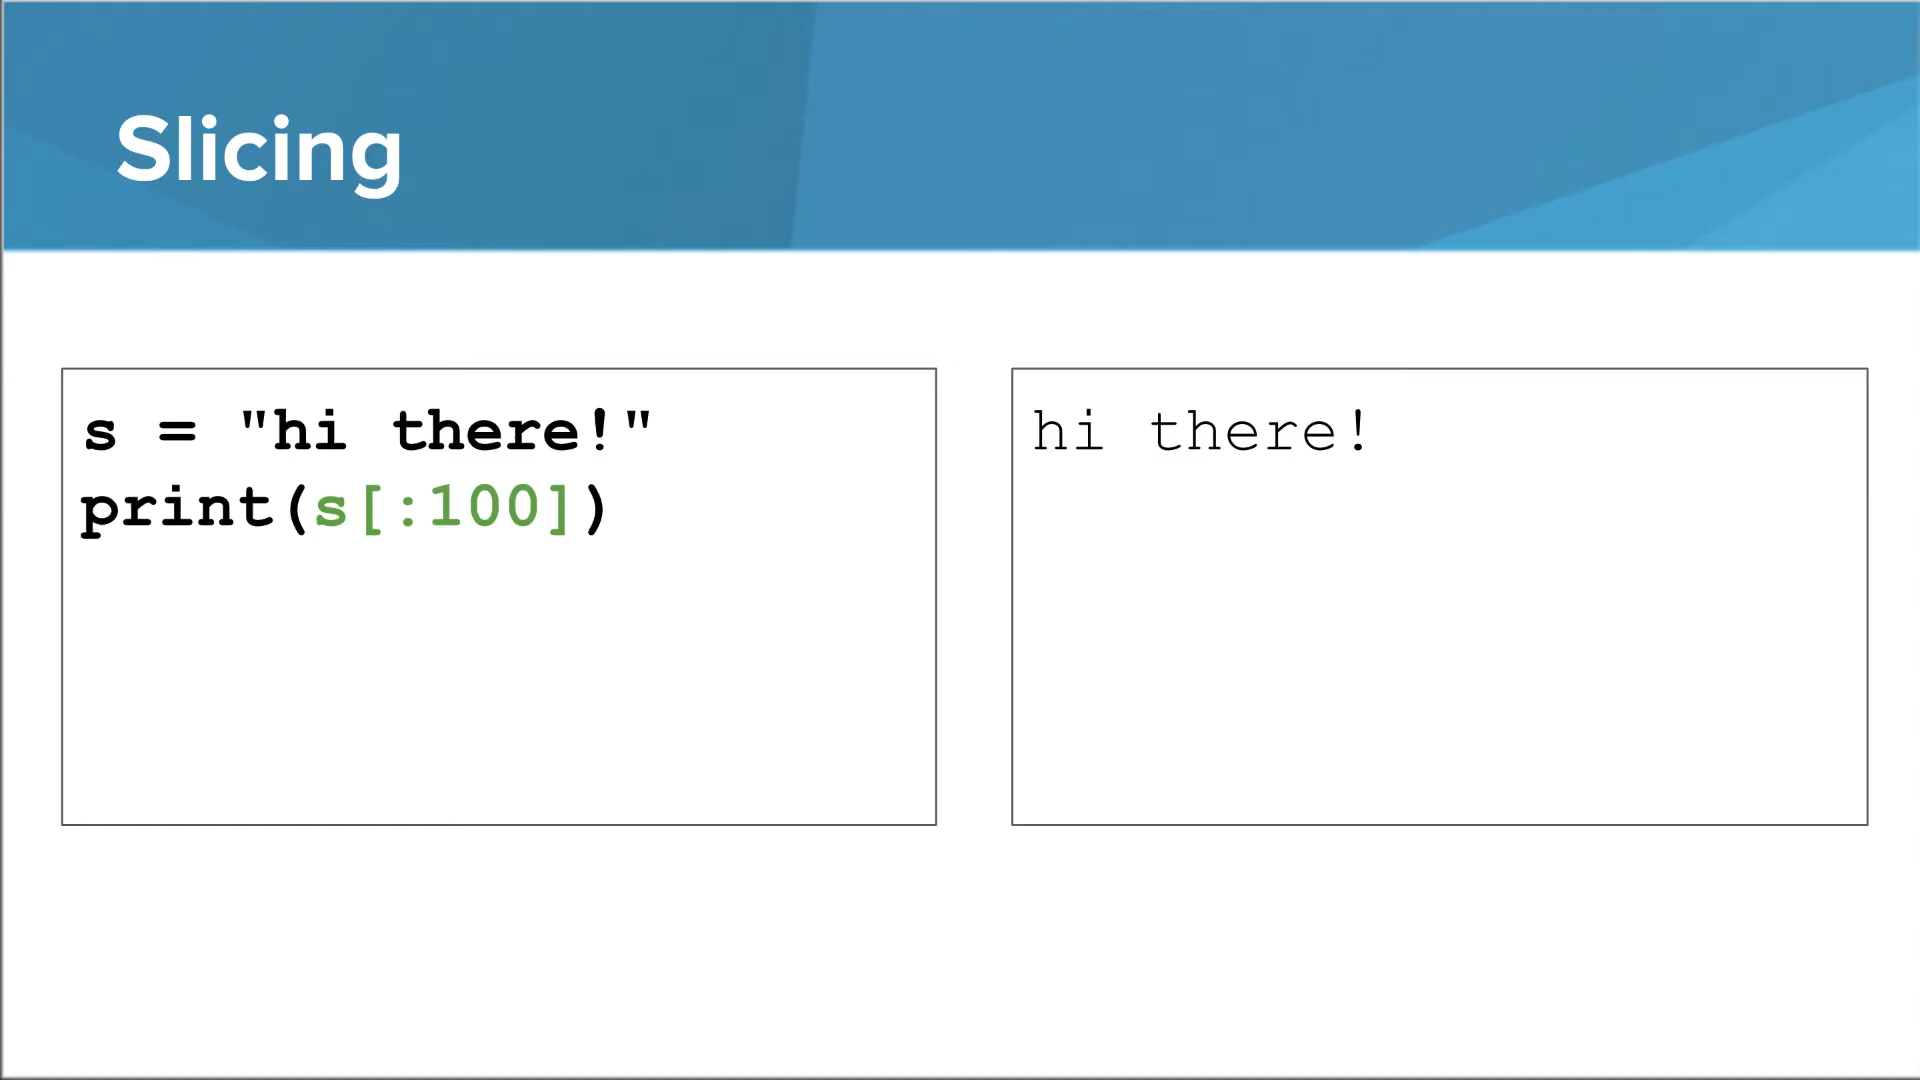 Slicing
s = "hi there!"
print(s[:100])
hi there!